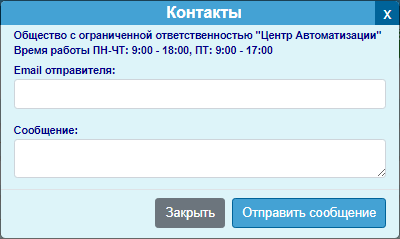 Контакты
x
Общество с ограниченной ответственностью "Центр Автоматизации"
Время работы ПН-ЧТ: 9:00 - 18:00, ПТ: 9:00 - 17:00
Email отправителя:
Сообщение:
Закрыть
Отправить сообщение